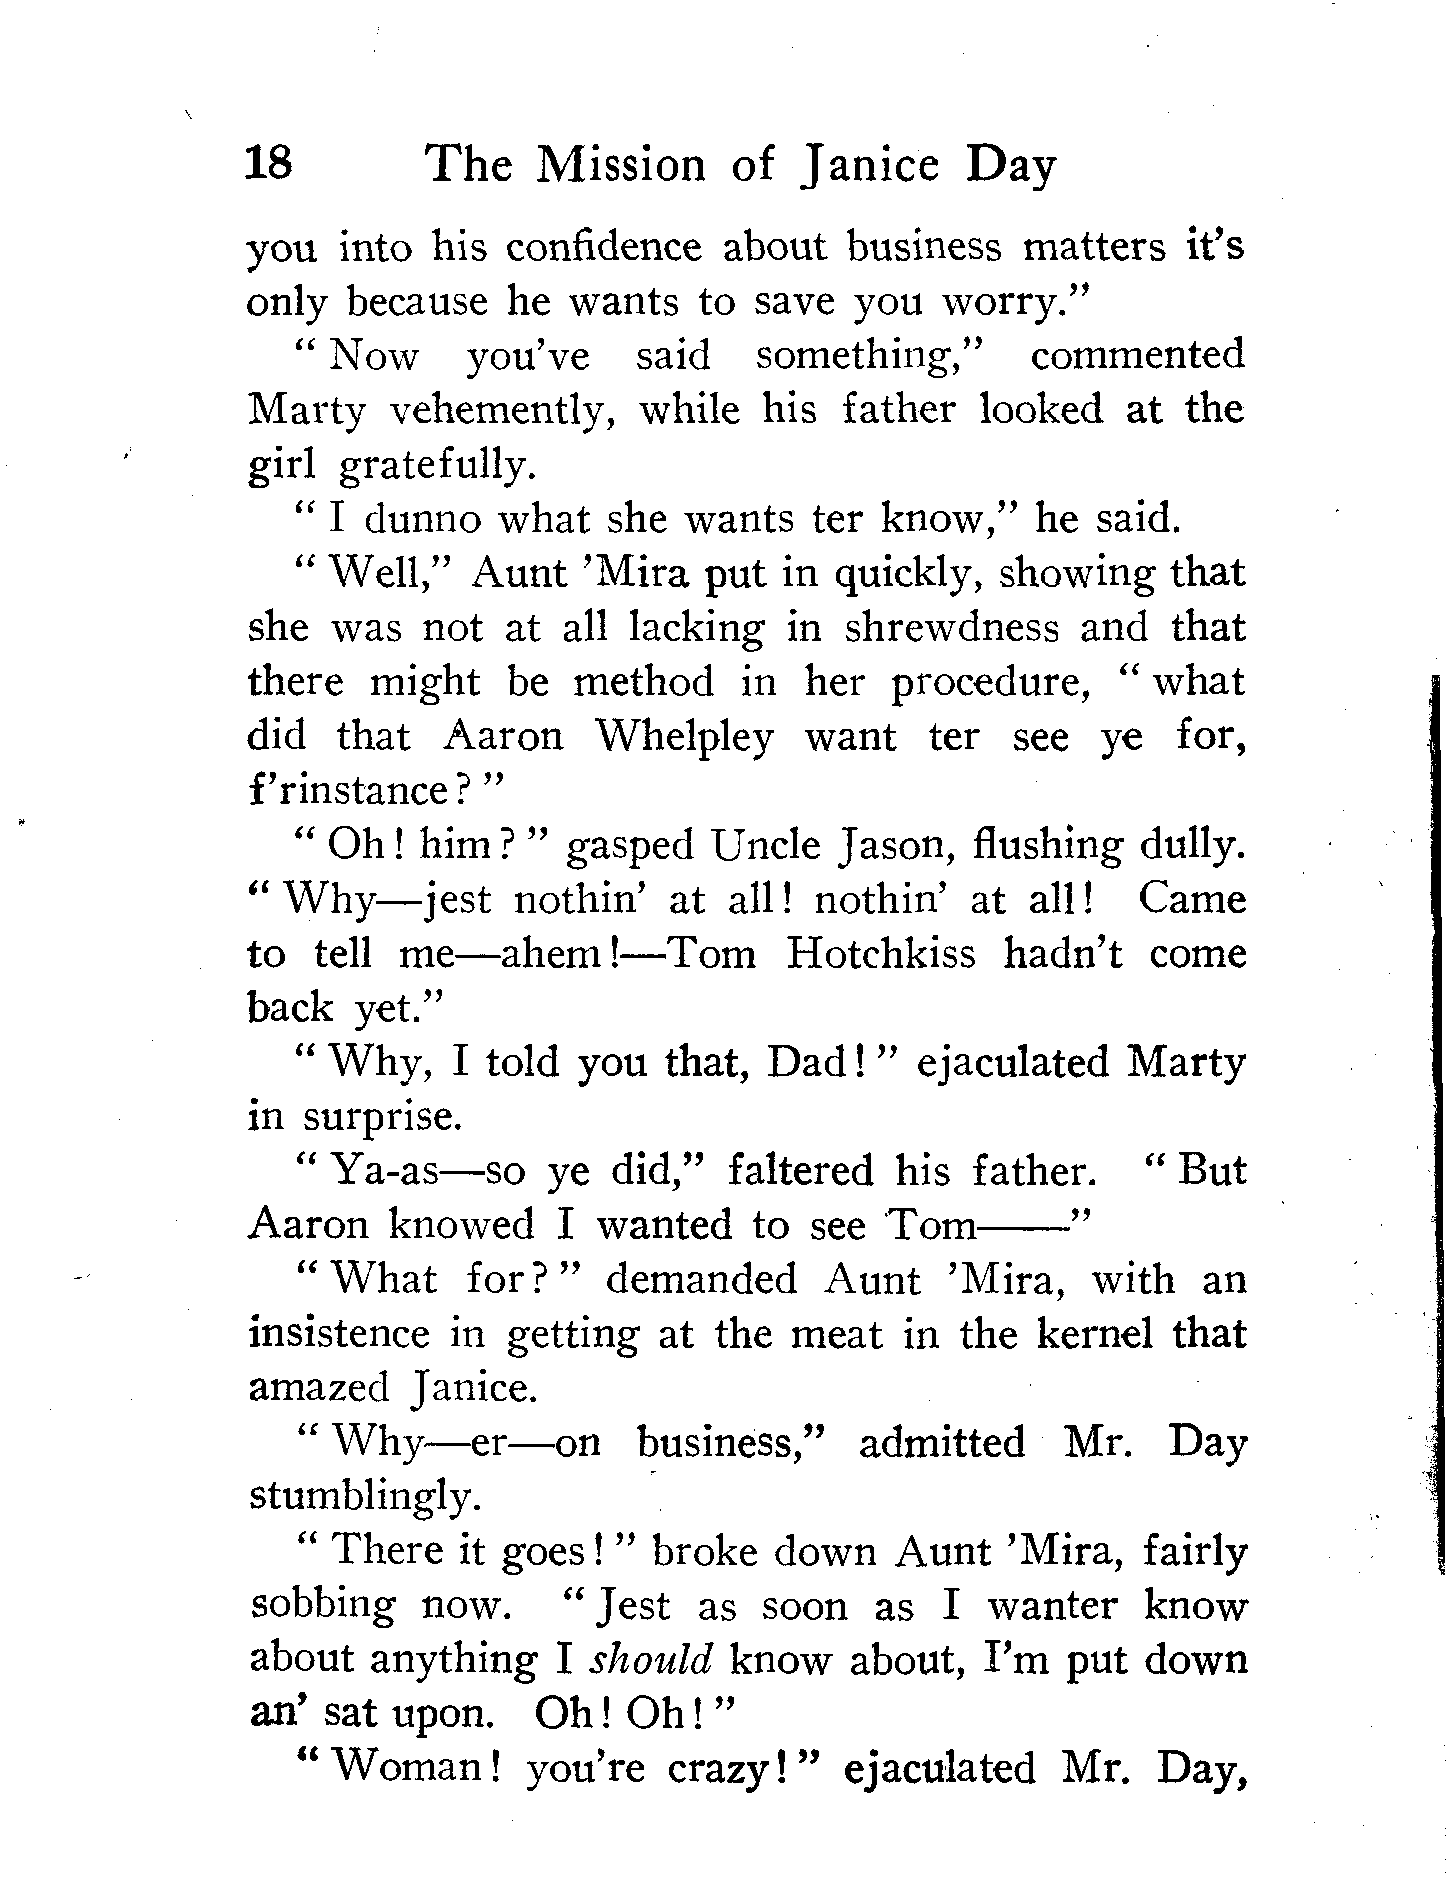 18 The Mission of Janice Day
you into his confidence about business matters it's
only because he wants to save you worry."
" Now you've said something," commented
Marty vehemently, while his father looked at the
girl gratefully.
" I dunno what she wants ter know," he said.
" Well," Aunt 'Mira put in quickly, showing that
she was not at all lacking in shrewdness and that
there might be method in her procedure, " what
did that Aaron Whelpley want ter see ye for,
f'rinstance? "
" Oh! him? " gasped Uncle Jason, flushing dully.
" Why—jest nothin' at all! nothin' at all! Came
to tell me—ahem!—Tom Hotchkiss hadn't come
back yet."
" Why, I told you that, Dad! " ejaculated Marty
in surprise.
" Ya-as—so ye did," faltered his father. " But
Aaron knowed I wanted to see Tom——"
" What for? " demanded Aunt 'Mira, with an
insistence in getting at the meat in the kernel that
amazed Janice.
" Why—er—on business," admitted Mr. Day
stumblingly.
" There it goes! " broke down Aunt 'Mira, fairly
sobbing now. " Jest as soon as I wanter know
about anything I should know about, I'm put down
an' sat upon. Oh! Oh! "
" Woman! you're crazy! " ejaculated Mr. Day,